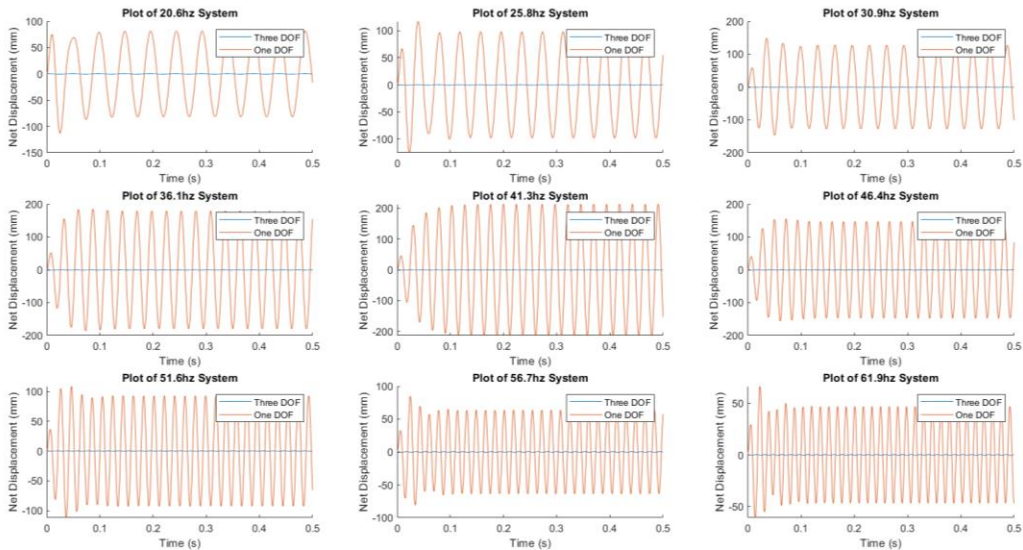 Plot of 20.6hz System
Net Displacement (mm)
100
50
0
-50
-100
-150
0 0.1 0.2 0.3 0.4 0.5
Time (s)
Three DOF
One DOF
Plot of 25.8hz System
Net Displacement (mm)
100
50
0
-50
-100
0 0.1 0.2 0.3 0.4 0.5
Time (s)
Three DOF
One DOF
Plot of 30.9hz System
Net Displacement (mm)
200
100
0
-100
-200
0 0.1 0.2 0.3 0.4 0.5
Time (s)
Three DOF
One DOF
Plot of 36.1hz System
Net Displacement (mm)
200
100
0
-100
-200
0 0.1 0.2 0.3 0.4 0.5
Time (s)
Three DOF
One DOF
Plot of 41.3hz System
Net Displacement (mm)
200
100
0
-100
-200
0 0.1 0.2 0.3 0.4 0.5
Time (s)
Three DOF
One DOF
Plot of 46.4hz System
Net Displacement (mm)
200
100
0
-100
-200
0 0.1 0.2 0.3 0.4 0.5
Time (s)
Three DOF
One DOF
Plot of 51.6hz System
Net Displacement (mm)
100
50
0
-50
-100
0 0.1 0.2 0.3 0.4 0.5
Time (s)
Three DOF
One DOF
Plot of 56.7hz System
Net Displacement (mm)
100
50
0
-50
-100
0 0.1 0.2 0.3 0.4 0.5
Time (s)
Three DOF
One DOF
Plot of 61.9hz System
Net Displacement (mm)
50
0
-50
0 0.1 0.2 0.3 0.4 0.5
Time (s)
Three DOF
One DOF